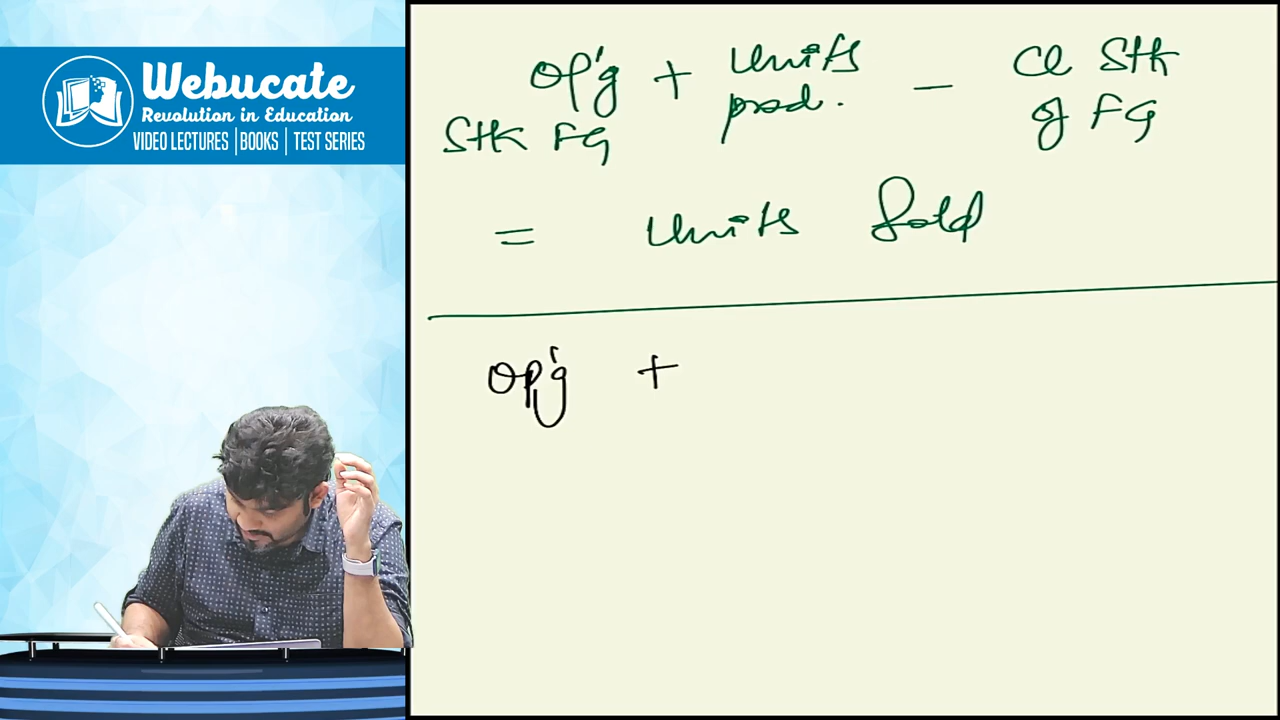 Webucate
Revolution in Education
VIDEO LECTURES | BOOKS | TEST SERIES
Op'g + Units prod. - Cl Stk of FG
Stk FG
= Units Sold
Op'g +